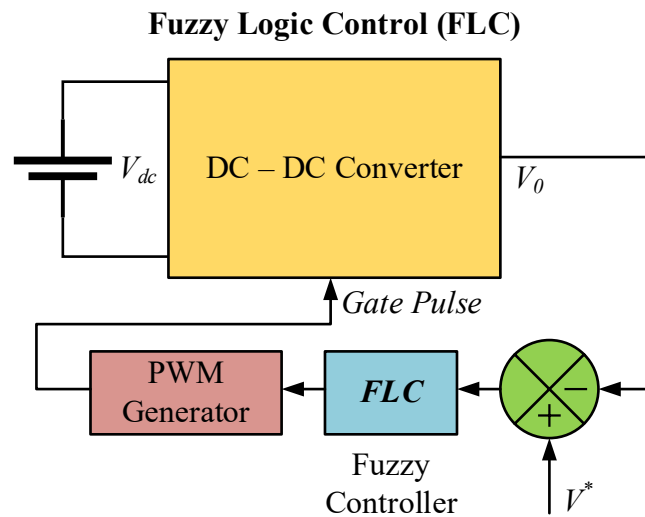 Fuzzy Logic Control (FLC)
V_dc
DC – DC Converter
V_0
Gate Pulse
PWM
Generator
FLC
−
+
Fuzzy
Controller
V^*